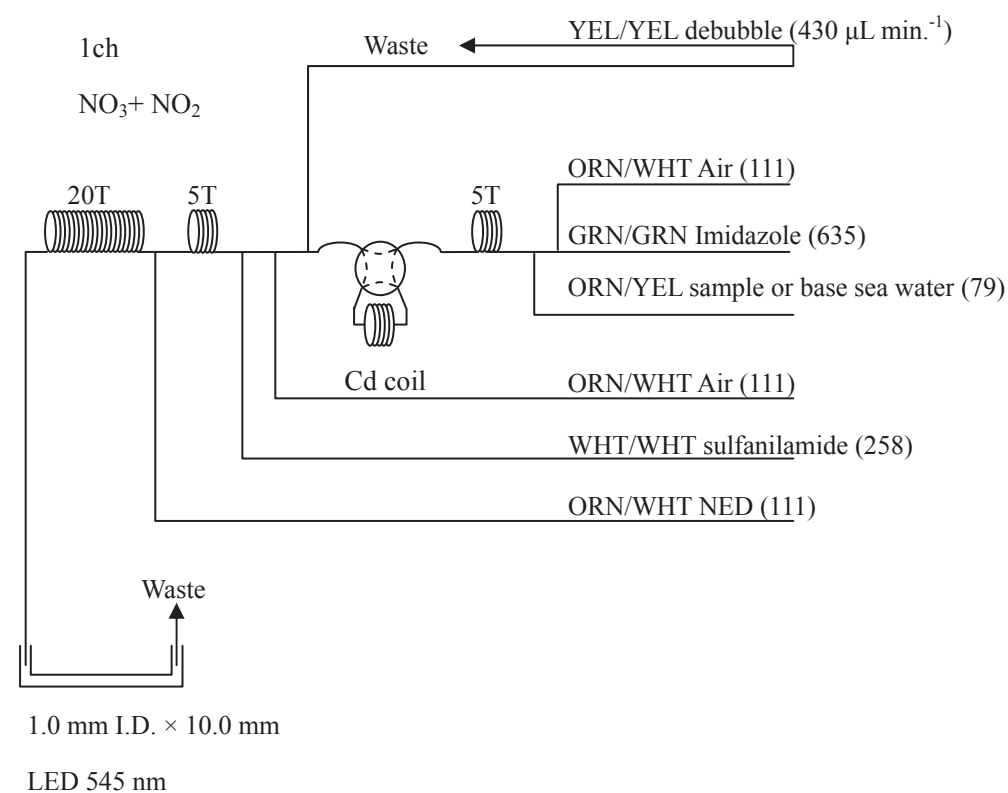 YEL/YEL debubble (430 μL min.⁻¹)
1ch
Waste
NO₃+ NO₂
ORN/WHT Air (111)
20T
5T
5T
GRN/GRN Imidazole (635)
ORN/YEL sample or base sea water (79)
Cd coil
ORN/WHT Air (111)
WHT/WHT sulfanilamide (258)
ORN/WHT NED (111)
Waste
1.0 mm I.D. × 10.0 mm
LED 545 nm